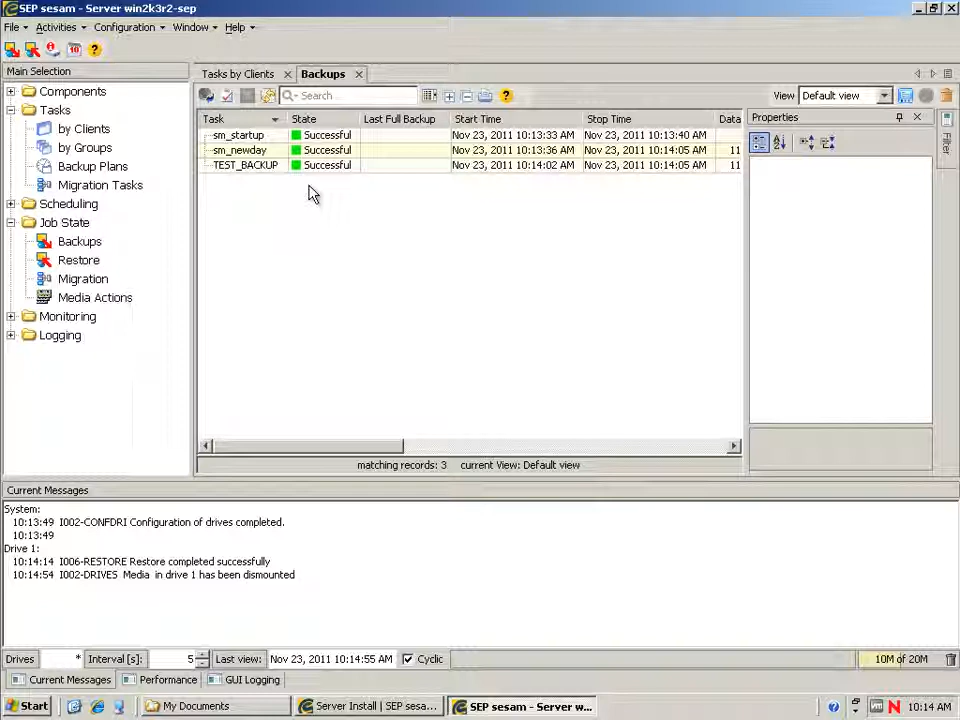 SEP sesam - Server win2k3r2-sep
File Activities Configuration Window Help
10 ?
Main Selection
Components
Tasks
by Clients
by Groups
Backup Plans
Migration Tasks
Scheduling
Job State
Backups
Restore
Migration
Media Actions
Monitoring
Logging
Tasks by Clients Backups
Search... ? View Default view
Task State Last Full Backup Start Time Stop Time Data
sm_startup Successful Nov 23, 2011 10:13:33 AM Nov 23, 2011 10:13:40 AM
sm_newday Successful Nov 23, 2011 10:13:36 AM Nov 23, 2011 10:14:05 AM 11
TEST_BACKUP Successful Nov 23, 2011 10:14:02 AM Nov 23, 2011 10:14:05 AM 11
matching records: 3 current View: Default view
Properties
Filter
Current Messages
System:
10:13:49 I002-CONFDRI Configuration of drives completed.
10:13:49
Drive 1:
10:14:14 I006-RESTORE Restore completed successfully
10:14:54 I002-DRIVES Media in drive 1 has been dismounted
Drives * Interval [s]: 5 Last view: Nov 23, 2011 10:14:55 AM Cyclic 10M of 20M
Current Messages Performance GUI Logging
Start My Documents Server Install | SEP sesa... SEP sesam - Server w... 10:14 AM